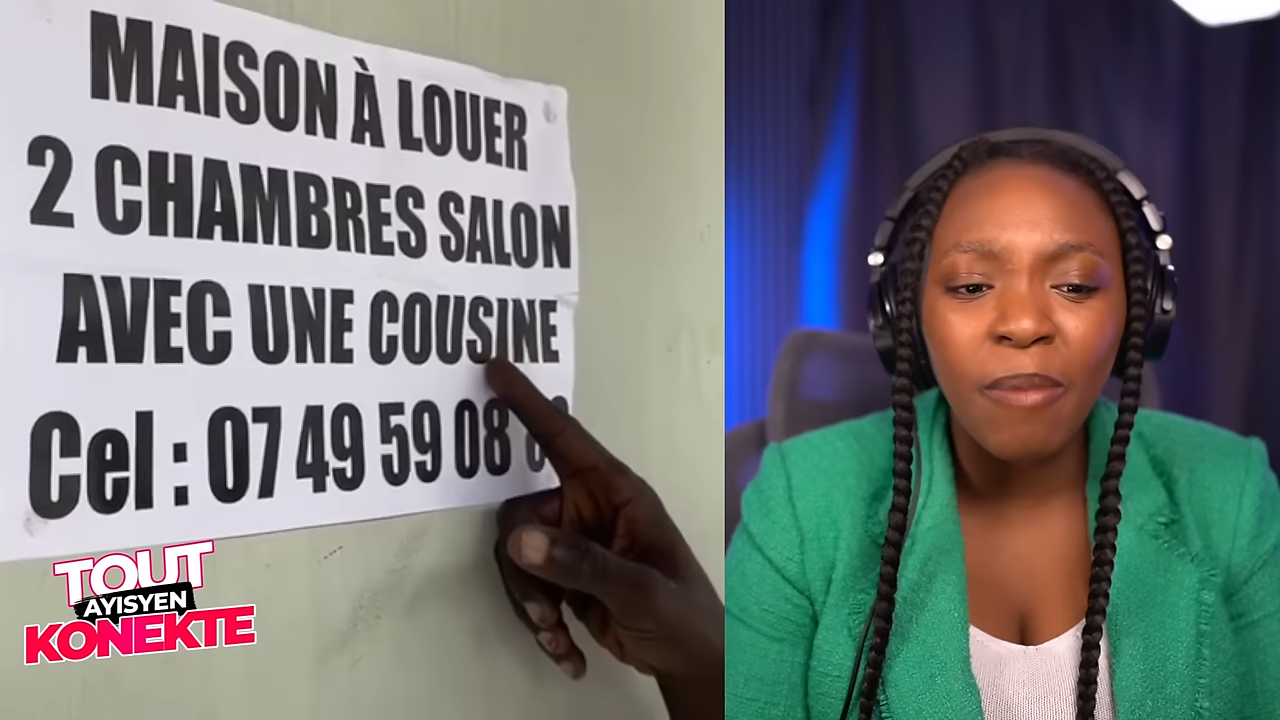 MAISON À LOUER
2 CHAMBRES SALON
AVEC UNE COUSINE
Cel : 07 49 59 08
TOUT
AYISYEN
KONEKTE